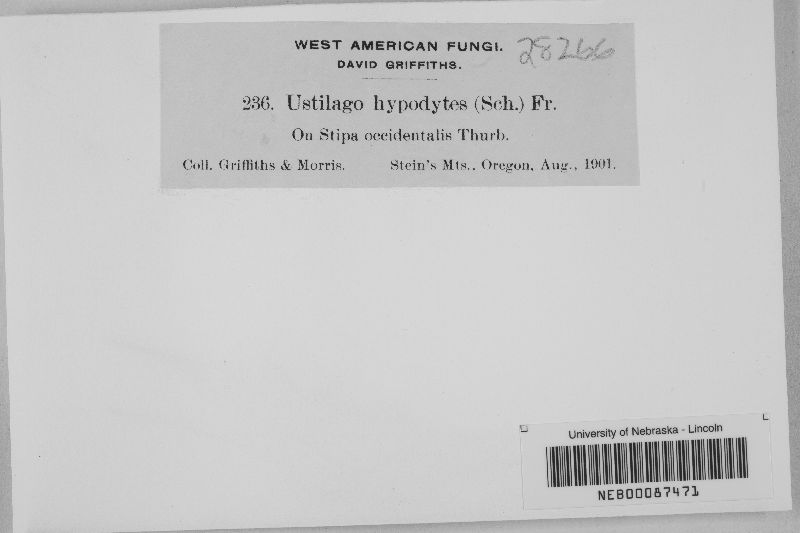 WEST AMERICAN FUNGI.
28266
DAVID GRIFFITHS.
236. Ustilago hypodytes (Sch.) Fr.
On Stipa occidentalis Thurb.
Coll. Griffiths & Morris. Stein's Mts., Oregon, Aug., 1901.
University of Nebraska - Lincoln
NEB00087471